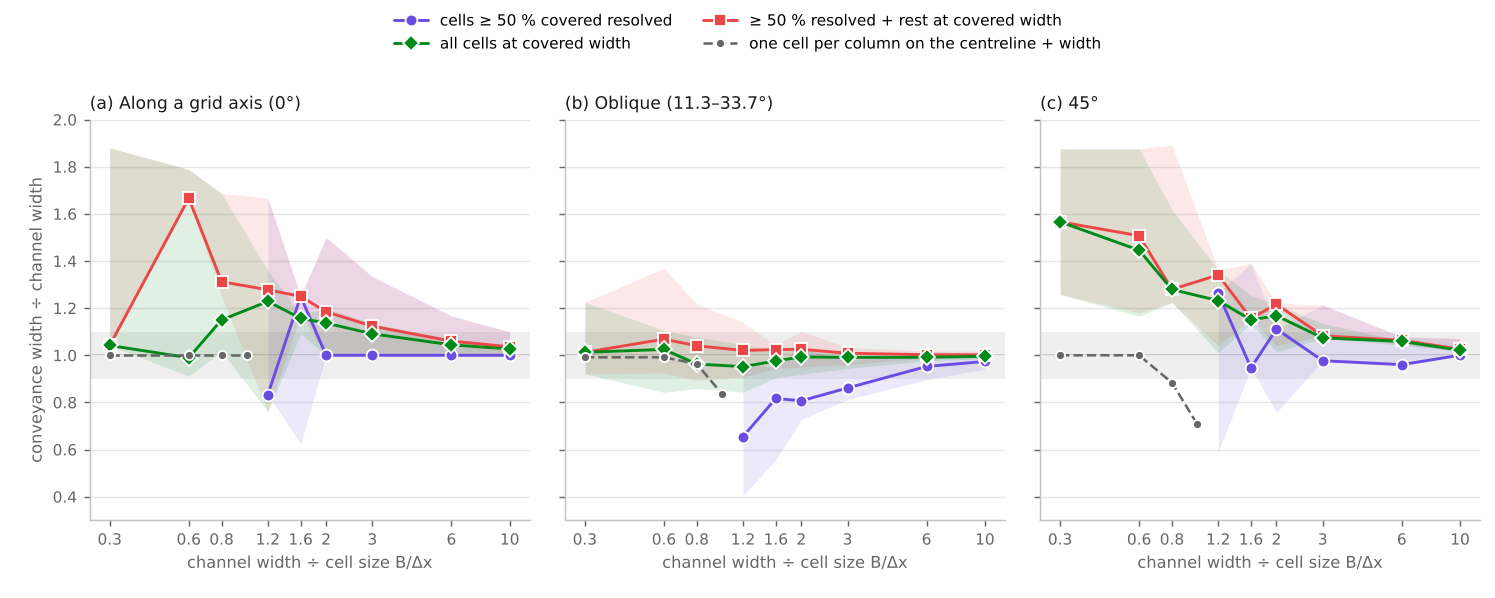 cells ≥ 50 % covered resolved
≥ 50 % resolved + rest at covered width
all cells at covered width
one cell per column on the centreline + width
(a) Along a grid axis (0°)
(b) Oblique (11.3–33.7°)
(c) 45°
conveyance width ÷ channel width
2.0
1.8
1.6
1.4
1.2
1.0
0.8
0.6
0.4
0.3 0.6 0.8 1.2 1.6 2 3 6 10
channel width ÷ cell size B/Δx
0.3 0.6 0.8 1.2 1.6 2 3 6 10
channel width ÷ cell size B/Δx
0.3 0.6 0.8 1.2 1.6 2 3 6 10
channel width ÷ cell size B/Δx